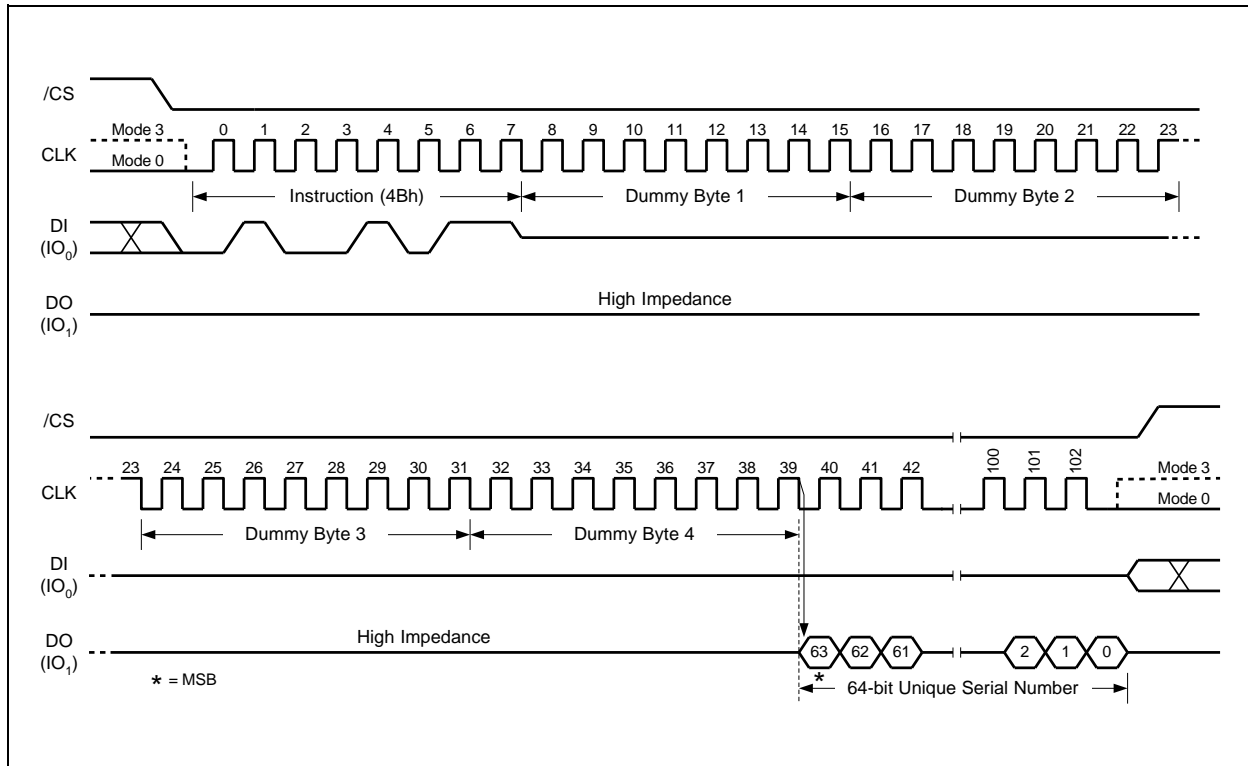 /CS
Mode 3
0 1 2 3 4 5 6 7 8 9 10 11 12 13 14 15 16 17 18 19 20 21 22 23
CLK
Mode 0
Instruction (4Bh) Dummy Byte 1 Dummy Byte 2
DI
(IO0)
High Impedance
DO
(IO1)
/CS
23 24 25 26 27 28 29 30 31 32 33 34 35 36 37 38 39 40 41 42 100 101 102
Mode 3
CLK
Mode 0
Dummy Byte 3 Dummy Byte 4
DI
(IO0)
High Impedance
DO
(IO1)
63 62 61 2 1 0
* = MSB
*
64-bit Unique Serial Number